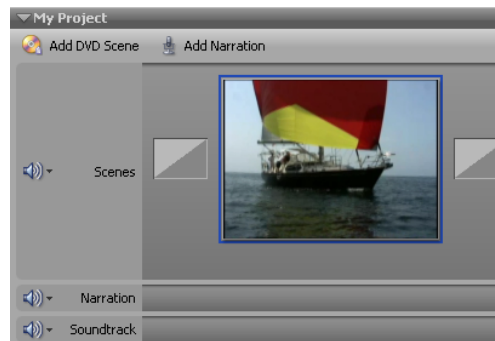 My Project
Add DVD Scene Add Narration
Scenes
Narration
Soundtrack